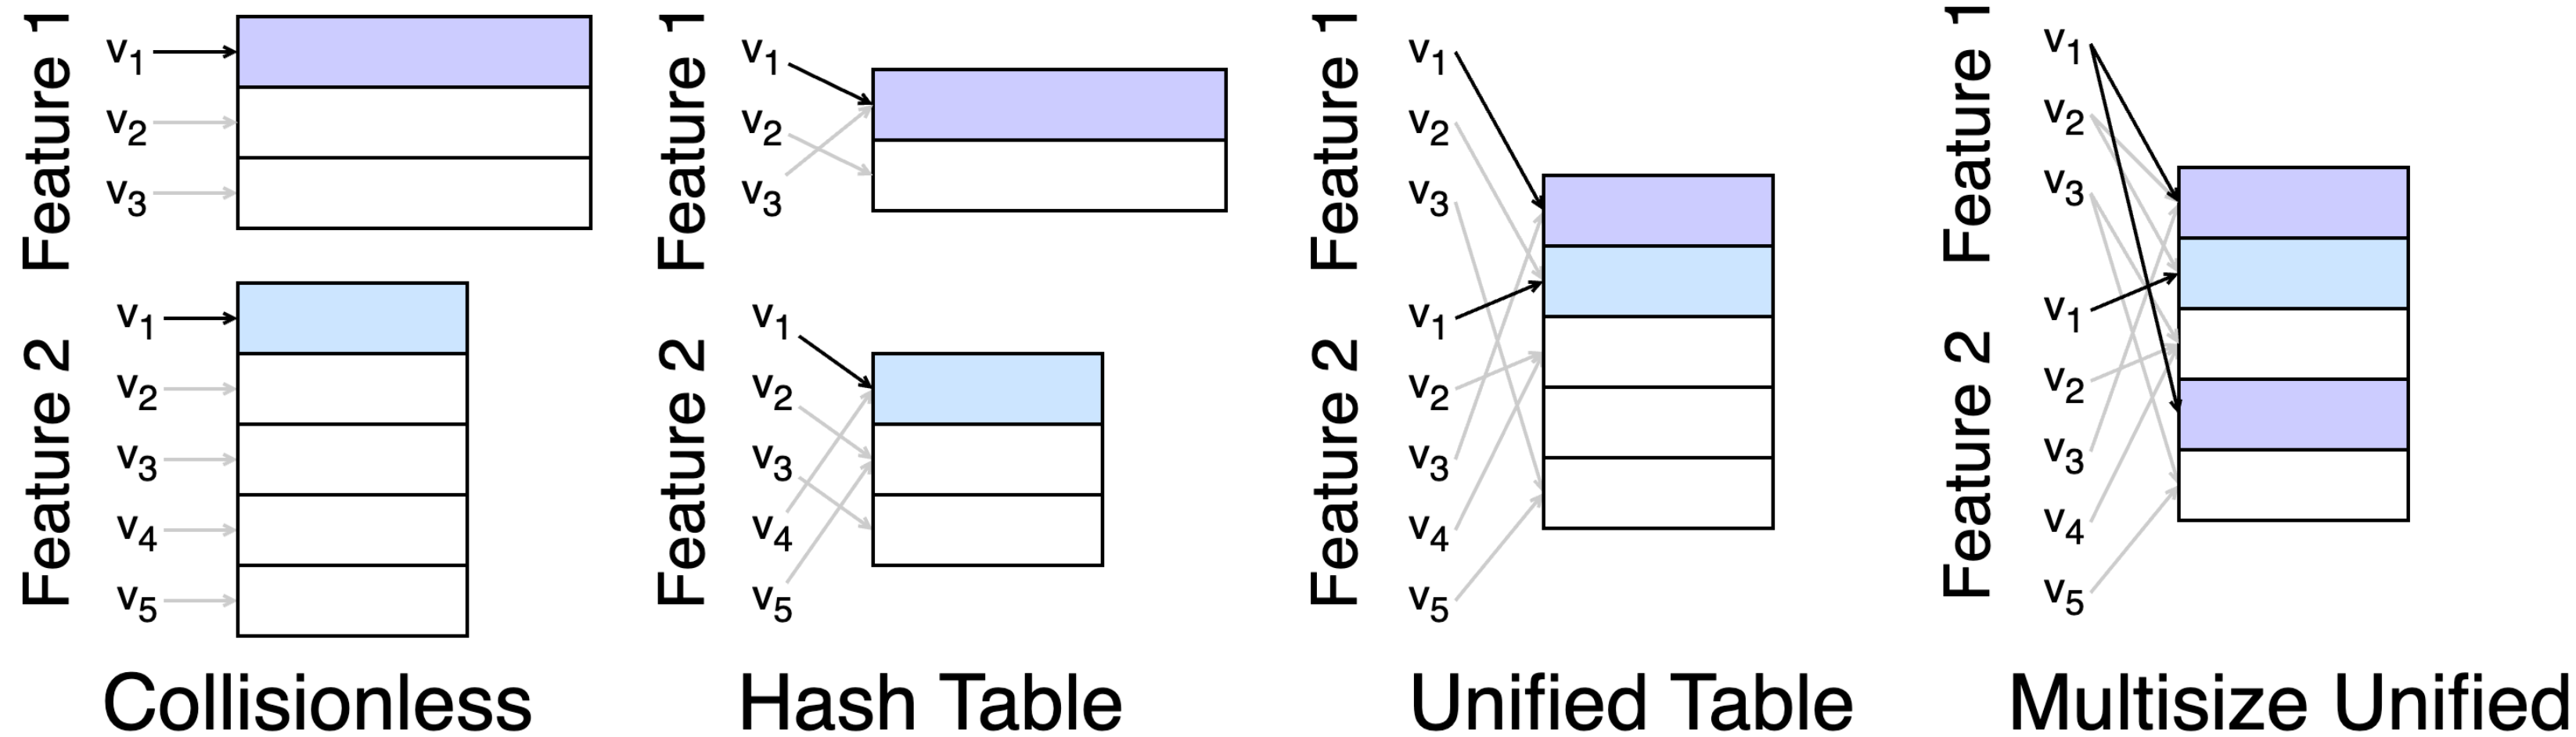 Feature 1
v1
v2
v3
Feature 2
v1
v2
v3
v4
v5
Collisionless
Feature 1
v1
v2
v3
Feature 2
v1
v2
v3
v4
v5
Hash Table
Feature 1
v1
v2
v3
Feature 2
v1
v2
v3
v4
v5
Unified Table
Feature 1
v1
v2
v3
Feature 2
v1
v2
v3
v4
v5
Multisize Unified